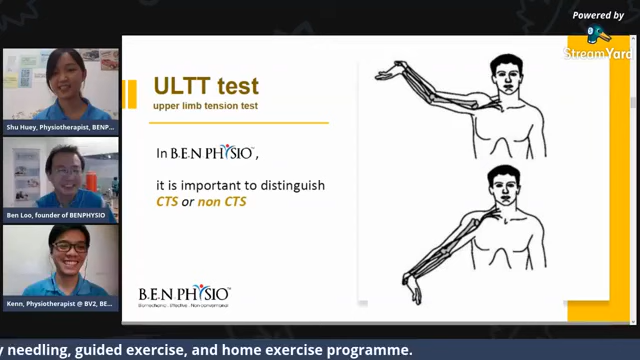 Powered by
StreamYard
ULTT test
upper limb tension test
In B.E.N PHYSIO™,
it is important to distinguish
CTS or non CTS
B.E.N PHYSIO™
Shu Huey, Physiotherapist, BENP...
Ben Loo, founder of BENPHYSIO
Kenn, Physiotherapist @ BV2, BE...
y needling, guided exercise, and home exercise programme.